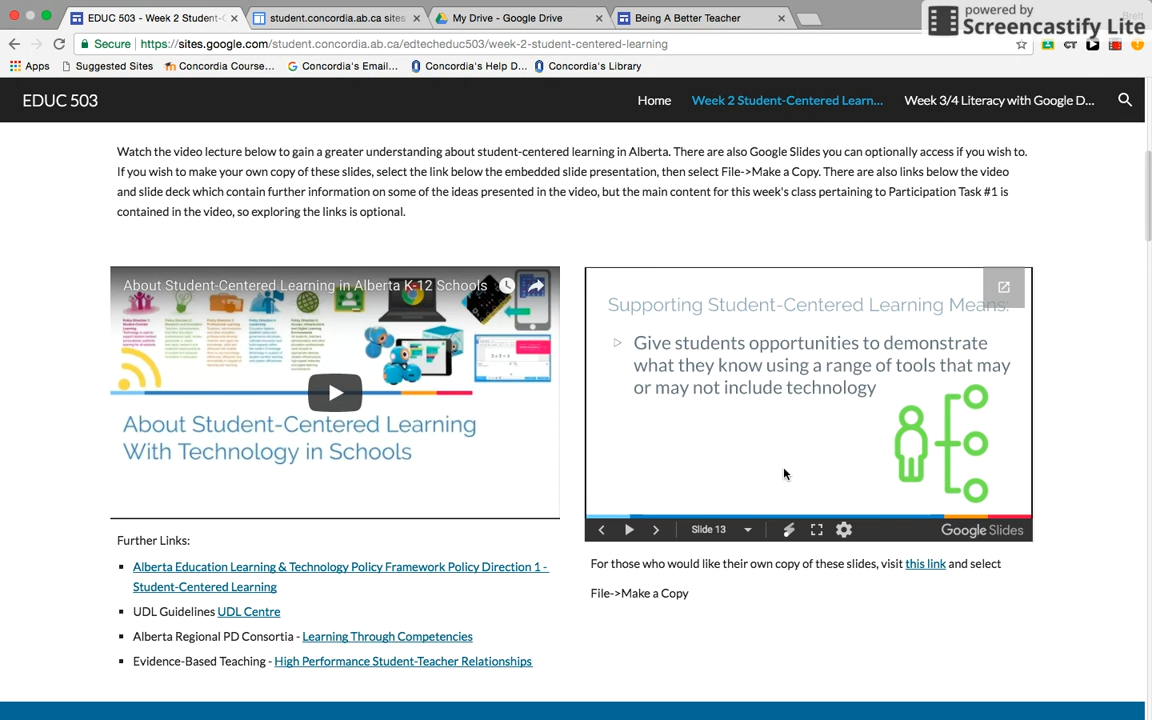 EDUC 503 - Week 2 Student-C
student.concordia.ab.ca sites
My Drive - Google Drive
Being A Better Teacher
Brett
powered by
Screencastify Lite
Secure
https://sites.google.com/student.concordia.ab.ca/edtecheduc503/week-2-student-centered-learning
Apps
Suggested Sites
Concordia Course...
Concordia's Email...
Concordia's Help D...
Concordia's Library
EDUC 503
Home
Week 2 Student-Centered Learn...
Week 3/4 Literacy with Google D...
Watch the video lecture below to gain a greater understanding about student-centered learning in Alberta. There are also Google Slides you can optionally access if you wish to.
If you wish to make your own copy of these slides, select the link below the embedded slide presentation, then select File->Make a Copy. There are also links below the video
and slide deck which contain further information on some of the ideas presented in the video, but the main content for this week's class pertaining to Participation Task #1 is
contained in the video, so exploring the links is optional.
About Student-Centered Learning in Alberta K-12 Schools
About Student-Centered Learning
With Technology in Schools
Supporting Student-Centered Learning Means:
Give students opportunities to demonstrate
what they know using a range of tools that may
or may not include technology
Slide 13
Google Slides
Further Links:
Alberta Education Learning & Technology Policy Framework Policy Direction 1 -
Student-Centered Learning
UDL Guidelines UDL Centre
Alberta Regional PD Consortia - Learning Through Competencies
Evidence-Based Teaching - High Performance Student-Teacher Relationships
For those who would like their own copy of these slides, visit this link and select
File->Make a Copy